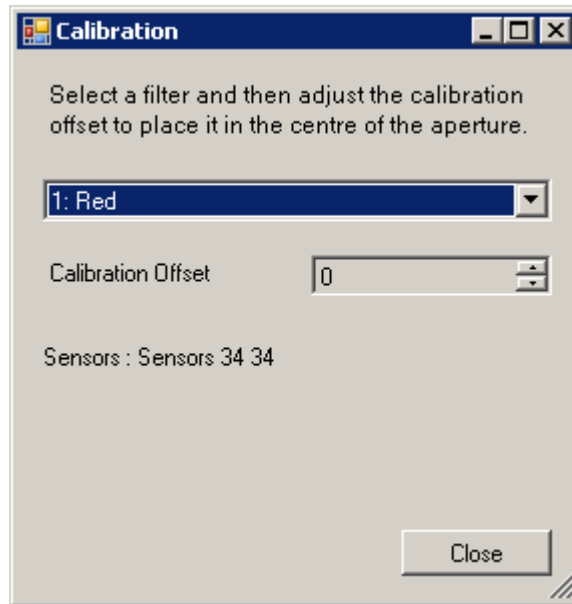 Calibration
Select a filter and then adjust the calibration
offset to place it in the centre of the aperture.
1: Red
Calibration Offset 0
Sensors : Sensors 34 34
Close